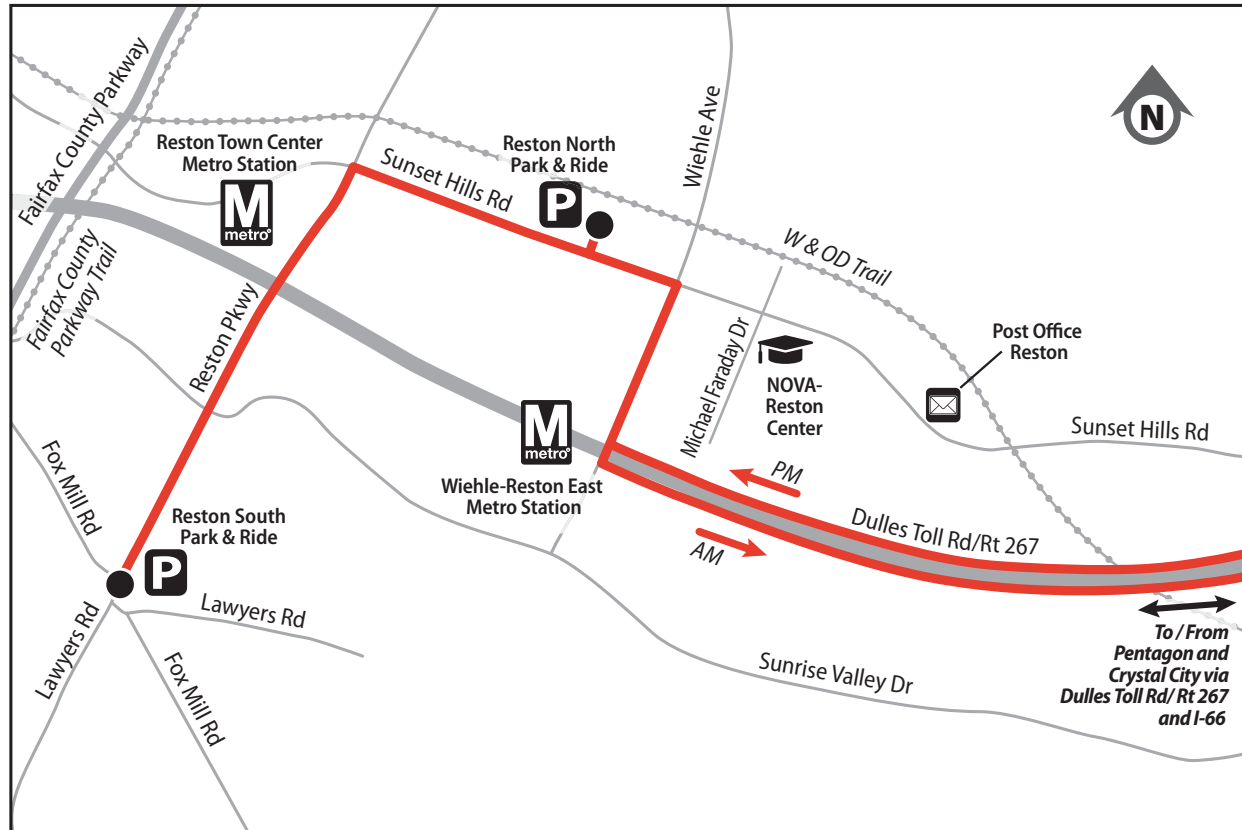 Fairfax County Parkway
Reston Town Center
Metro Station
M
metro
Reston North
Park & Ride
P
Wiehle Ave
N
Sunset Hills Rd
Fairfax County
Parkway Trail
Reston Pkwy
W & OD Trail
Michael Faraday Dr
NOVA-
Reston
Center
Post Office
Reston
Sunset Hills Rd
M
metro
Wiehle-Reston East
Metro Station
PM
AM
Dulles Toll Rd/Rt 267
Fox Mill Rd
Reston South
Park & Ride
P
Lawyers Rd
Lawyers Rd
Fox Mill Rd
Sunrise Valley Dr
To / From
Pentagon and
Crystal City via
Dulles Toll Rd/ Rt 267
and I-66